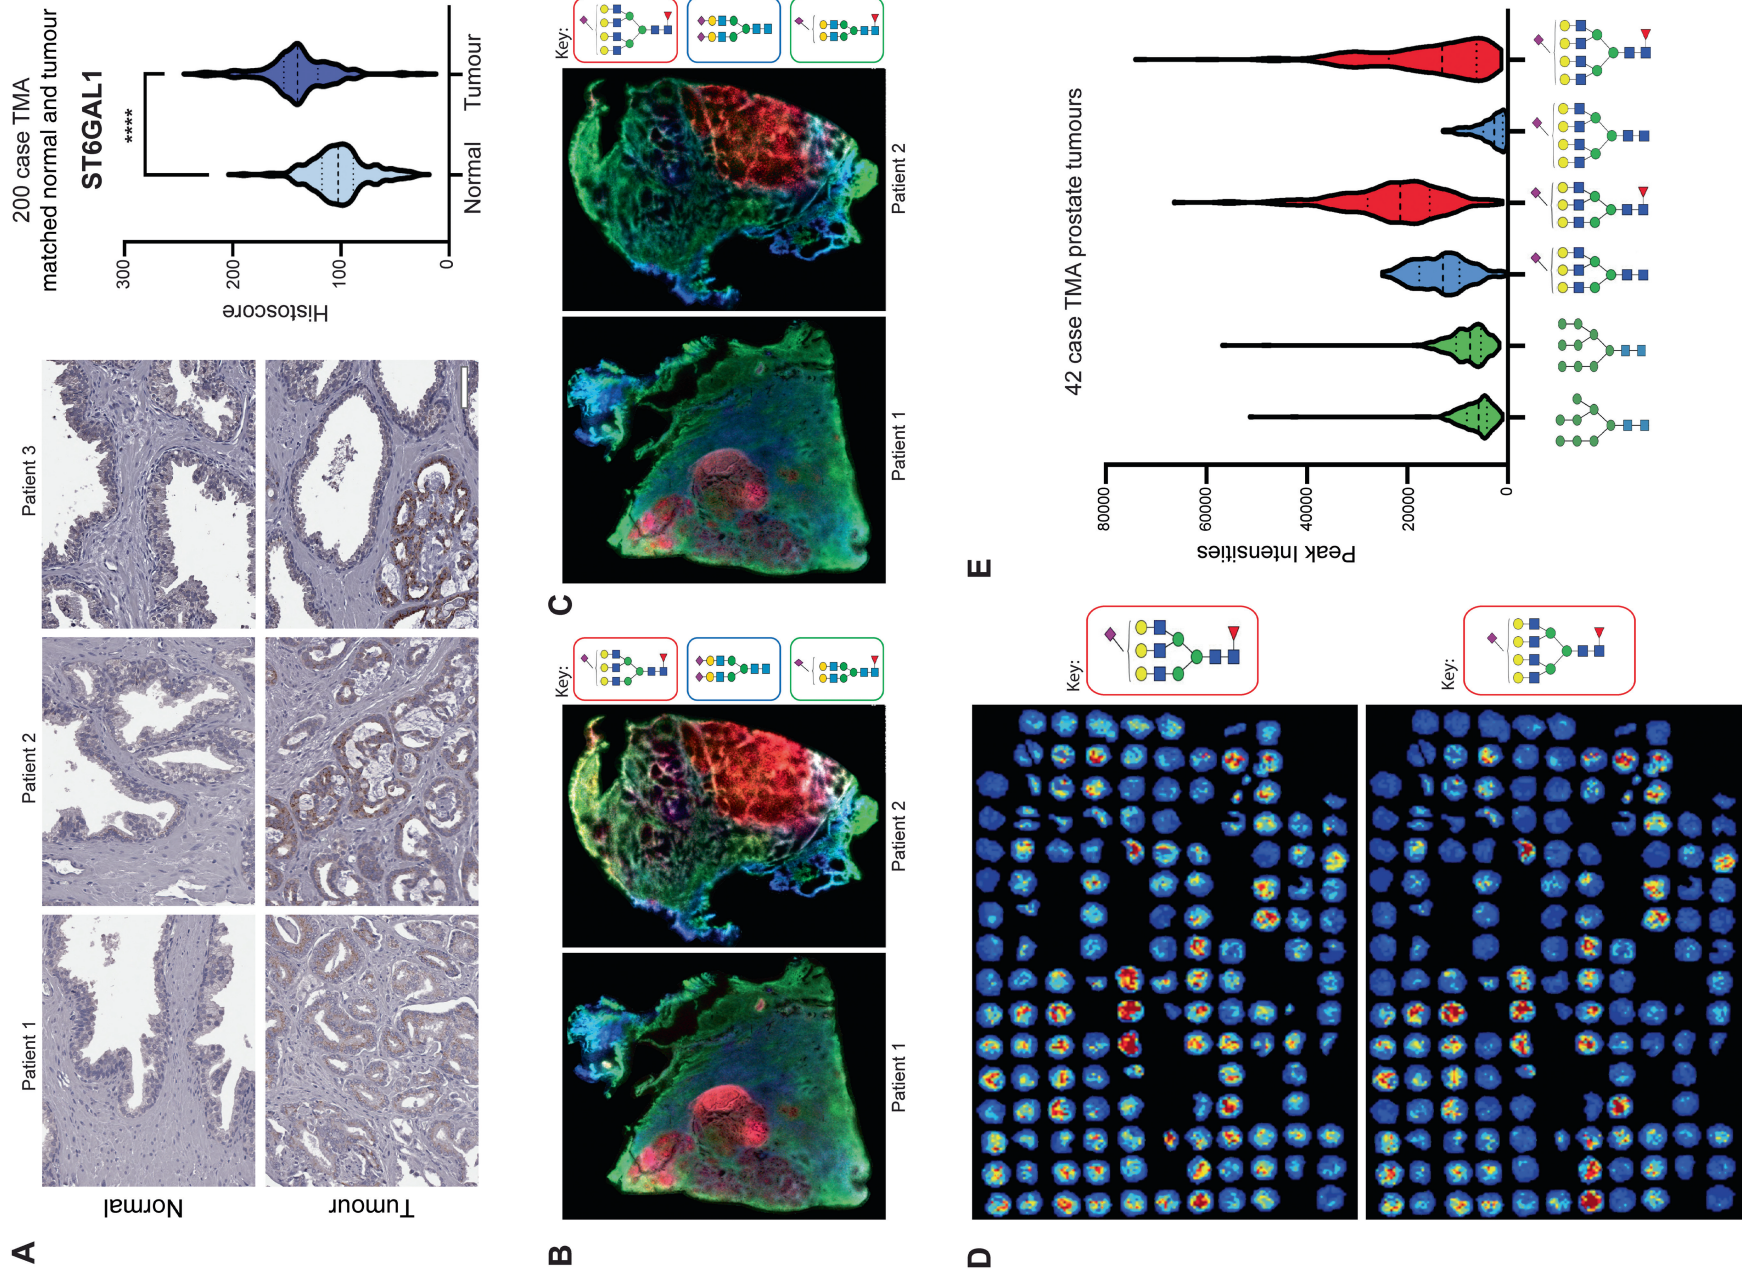 A
Patient 1
Patient 2
Patient 3
Normal
Tumour
200 case TMA
matched normal and tumour
ST6GAL1
****
Histoscore
300
200
100
0
Normal
Tumour
B
Patient 1
Patient 2
Key:
C
Patient 1
Patient 2
Key:
D
Key:
Key:
E
42 case TMA prostate tumours
Peak Intensities
80000
60000
40000
20000
0